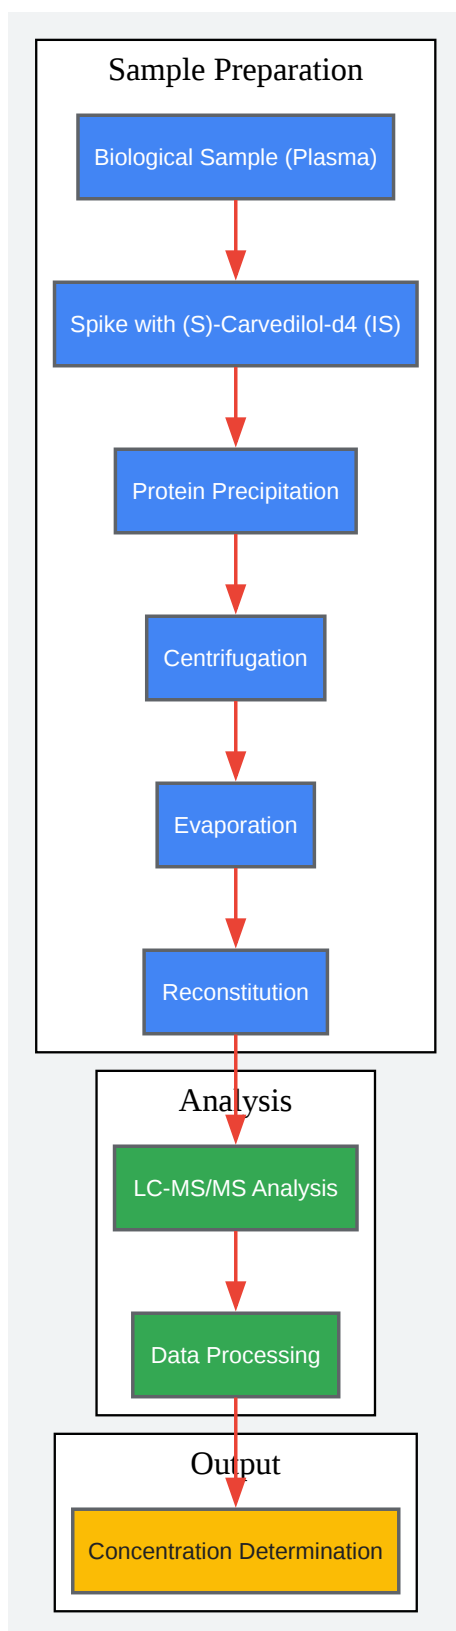 Sample Preparation
Biological Sample (Plasma)
Spike with (S)-Carvedilol-d4 (IS)
Protein Precipitation
Centrifugation
Evaporation
Reconstitution
Analysis
LC-MS/MS Analysis
Data Processing
Output
Concentration Determination